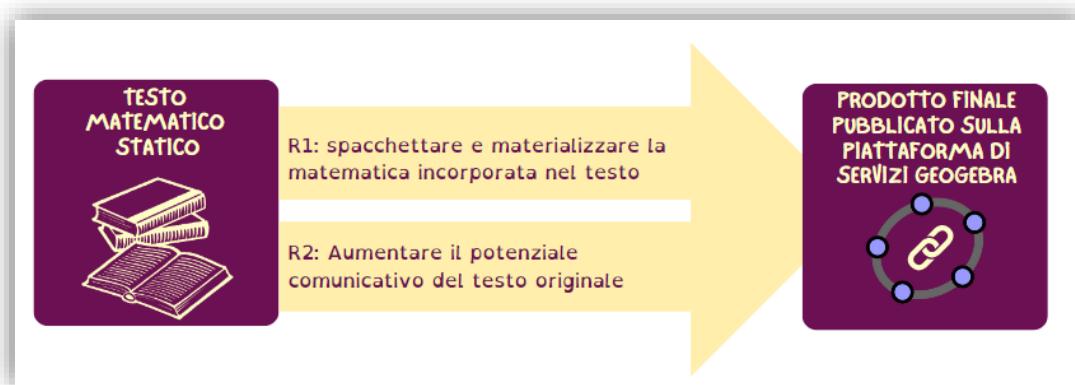 TESTO
MATEMATICO
STATICO
R1: spacchettare e materializzare la
matematica incorporata nel testo
R2: Aumentare il potenziale
comunicativo del testo originale
PRODOTTO FINALE
PUBBLICATO SULLA
PIATTAFORMA DI
SERVIZI GEOGEBRA